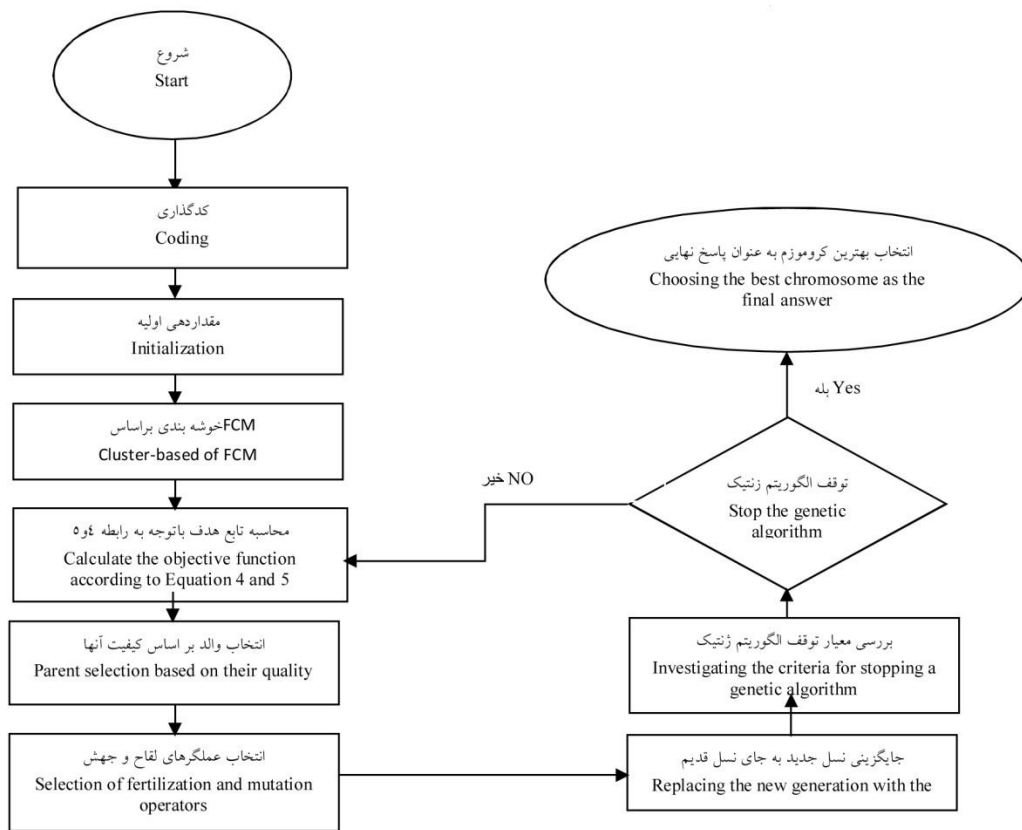 شروع
Start
کدگذاری
Coding
مقداردهی اولیه
Initialization
خوشه بندی براساس FCM
Cluster-based of FCM
محاسبه تابع هدف باتوجه به رابطه ٤و٥
Calculate the objective function
according to Equation 4 and 5
انتخاب والد بر اساس کیفیت آنها
Parent selection based on their quality
انتخاب عملگرهای لقاح و جهش
Selection of fertilization and mutation
operators
جایگزینی نسل جدید به جای نسل قدیم
Replacing the new generation with the
بررسی معیار توقف الگوریتم ژنتیک
Investigating the criteria for stopping a
genetic algorithm
توقف الگوریتم زنتیک
Stop the genetic
algorithm
خیر NO
بله Yes
انتخاب بهترین کروموزم به عنوان پاسخ نهایی
Choosing the best chromosome as the
final answer